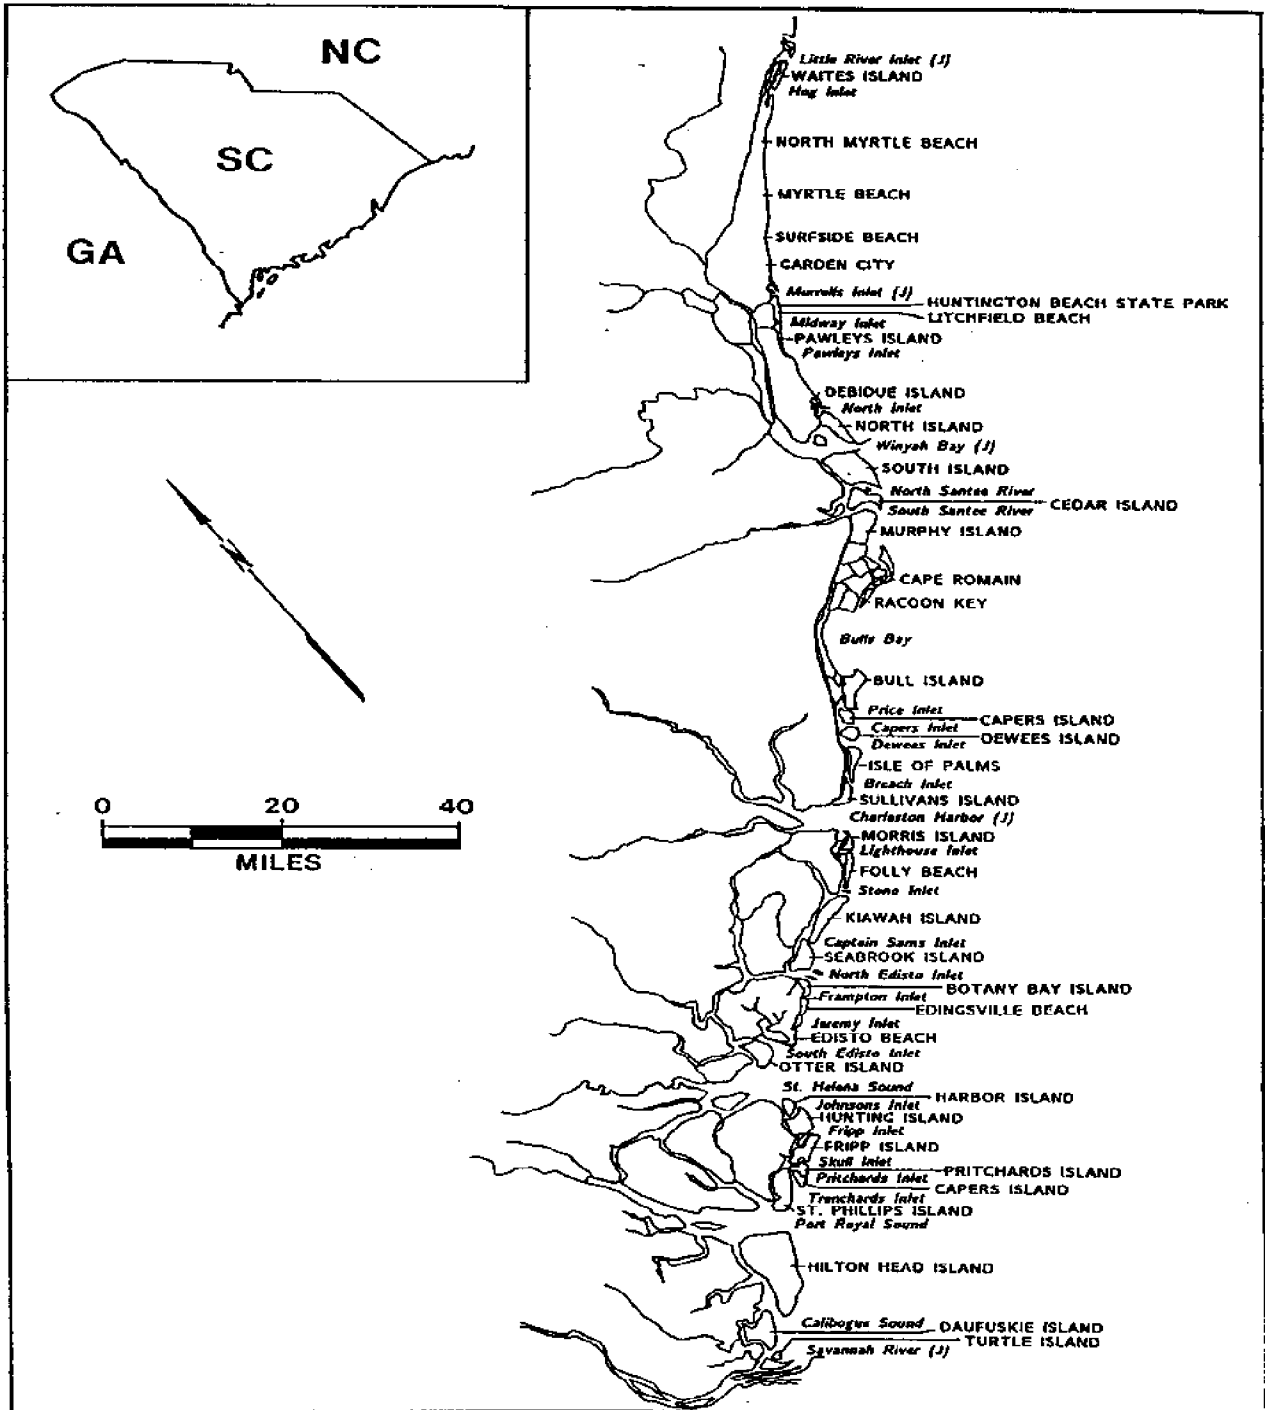 NC
SC
GA
0 20 40
MILES
Little River Inlet (J)
WAITES ISLAND
Hog Inlet
NORTH MYRTLE BEACH
MYRTLE BEACH
SURFSIDE BEACH
GARDEN CITY
Murrells Inlet (J)
HUNTINGTON BEACH STATE PARK
LITCHFIELD BEACH
Midway Inlet
PAWLEYS ISLAND
Pawleys Inlet
DEBIDUE ISLAND
North Inlet
NORTH ISLAND
Winyah Bay (J)
SOUTH ISLAND
North Santee River
CEDAR ISLAND
South Santee River
MURPHY ISLAND
CAPE ROMAIN
RACOON KEY
Bulls Bay
BULL ISLAND
Price Inlet
CAPERS ISLAND
Capers Inlet
DEWEES ISLAND
Dewees Inlet
ISLE OF PALMS
Breach Inlet
SULLIVANS ISLAND
Charleston Harbor (J)
MORRIS ISLAND
Lighthouse Inlet
FOLLY BEACH
Stono Inlet
KIAWAH ISLAND
Captain Sams Inlet
SEABROOK ISLAND
North Edisto Inlet
BOTANY BAY ISLAND
Frampton Inlet
EDINGSVILLE BEACH
Jeremy Inlet
EDISTO BEACH
South Edisto Inlet
OTTER ISLAND
St. Helena Sound
HARBOR ISLAND
Johnsons Inlet
HUNTING ISLAND
Fripp Inlet
FRIPP ISLAND
Skull Inlet
PRITCHARDS ISLAND
Pritchards Inlet
CAPERS ISLAND
Trenchards Inlet
ST. PHILLIPS ISLAND
Port Royal Sound
HILTON HEAD ISLAND
Calibogue Sound
DAUFUSKIE ISLAND
TURTLE ISLAND
Savannah River (J)